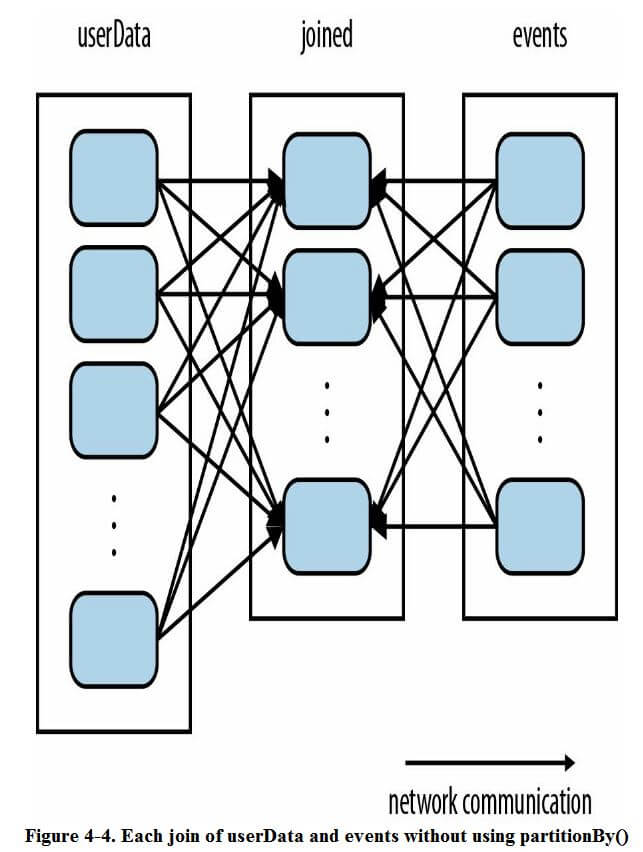 userData joined events
network communication
Figure 4-4. Each join of userData and events without using partitionBy()